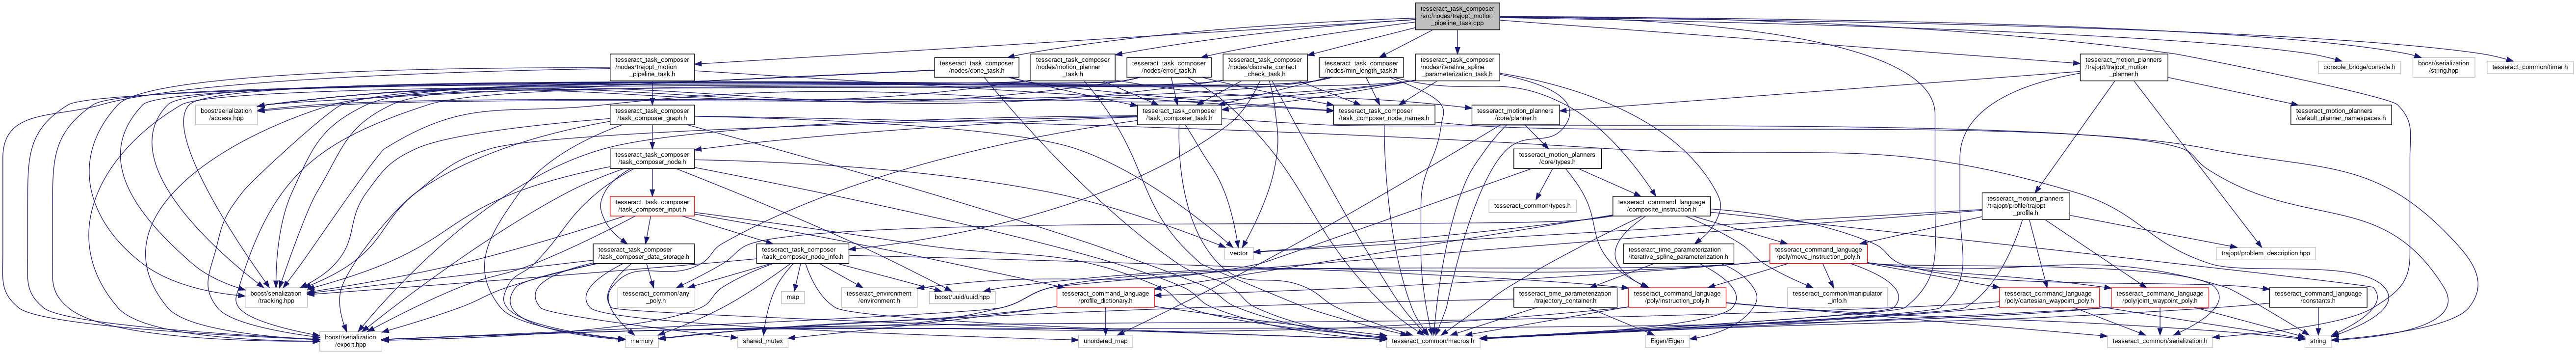 tesseract_task_composer
/src/nodes/trajopt_motion
_pipeline_task.cpp
tesseract_task_composer
/nodes/trajopt_motion
_pipeline_task.h
tesseract_task_composer
/nodes/done_task.h
tesseract_task_composer
/nodes/motion_planner
_task.h
tesseract_task_composer
/nodes/error_task.h
tesseract_task_composer
/nodes/discrete_contact
_check_task.h
tesseract_task_composer
/nodes/min_length_task.h
tesseract_task_composer
/nodes/iterative_spline
_parameterization_task.h
tesseract_motion_planners
/trajopt/trajopt_motion
_planner.h
console_bridge/console.h
boost/serialization
/string.hpp
tesseract_common/timer.h
boost/serialization
/access.hpp
tesseract_task_composer
/task_composer_graph.h
tesseract_task_composer
/task_composer_task.h
tesseract_task_composer
/task_composer_node_names.h
tesseract_motion_planners
/core/planner.h
tesseract_motion_planners
/default_planner_namespaces.h
tesseract_task_composer
/task_composer_node.h
tesseract_motion_planners
/core/types.h
tesseract_task_composer
/task_composer_input.h
tesseract_common/types.h
tesseract_command_language
/composite_instruction.h
tesseract_motion_planners
/trajopt/profile/trajopt
_profile.h
tesseract_task_composer
/task_composer_data_storage.h
tesseract_task_composer
/task_composer_node_info.h
vector
tesseract_time_parameterization
/iterative_spline_parameterization.h
tesseract_command_language
/poly/move_instruction_poly.h
trajopt/problem_description.hpp
boost/serialization
/tracking.hpp
tesseract_common/any
_poly.h
map
tesseract_environment
/environment.h
boost/uuid/uuid.hpp
tesseract_command_language
/profile_dictionary.h
tesseract_time_parameterization
/trajectory_container.h
tesseract_command_language
/poly/instruction_poly.h
tesseract_common/manipulator
_info.h
tesseract_command_language
/poly/cartesian_waypoint_poly.h
tesseract_command_language
/poly/joint_waypoint_poly.h
tesseract_command_language
/constants.h
boost/serialization
/export.hpp
memory
shared_mutex
unordered_map
tesseract_common/macros.h
Eigen/Eigen
tesseract_common/serialization.h
string